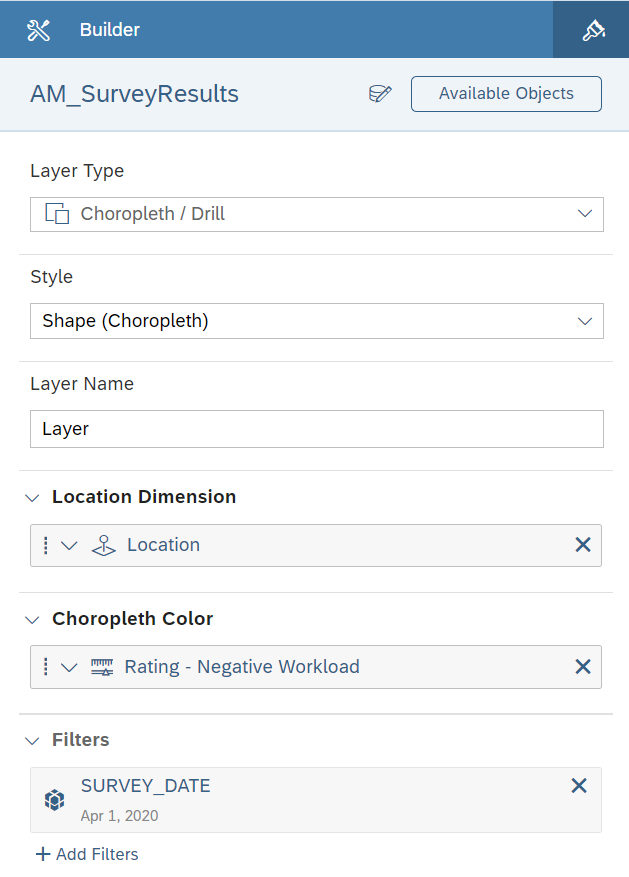 Builder
AM_SurveyResults
Available Objects
Layer Type
Choropleth / Drill
Style
Shape (Choropleth)
Layer Name
Layer
Location Dimension
Location
Choropleth Color
Rating - Negative Workload
Filters
SURVEY_DATE
Apr 1, 2020
Add Filters